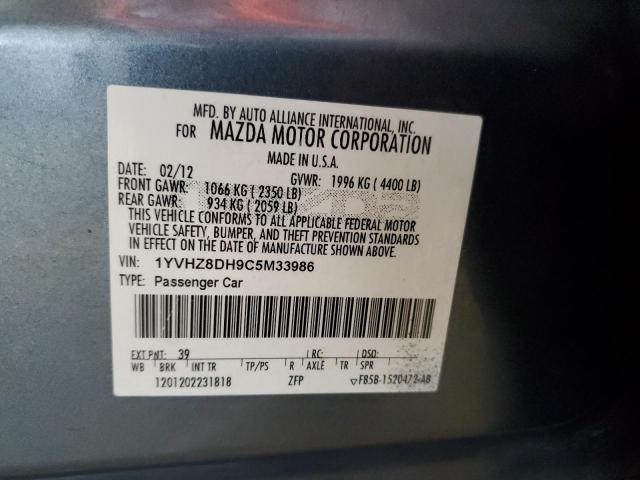 MFD. BY AUTO ALLIANCE INTERNATIONAL, INC.
FOR MAZDA MOTOR CORPORATION
MADE IN U.S.A.
DATE: 02/12 GVWR: 1996 KG ( 4400 LB)
FRONT GAWR: 1066 KG ( 2350 LB)
REAR GAWR: 934 KG ( 2059 LB)
THIS VEHICLE CONFORMS TO ALL APPLICABLE FEDERAL MOTOR
VEHICLE SAFETY, BUMPER, AND THEFT PREVENTION STANDARDS
IN EFFECT ON THE DATE OF MANUFACTURE SHOWN ABOVE.
VIN: 1YVHZ8DH9C5M33986
TYPE: Passenger Car
EXT PNT: 39 RC: DSO:
WB BRK INT TR TP/PS R AXLE TR SPR
1201202231818 ZFP ▽FB5B-1520472-AB